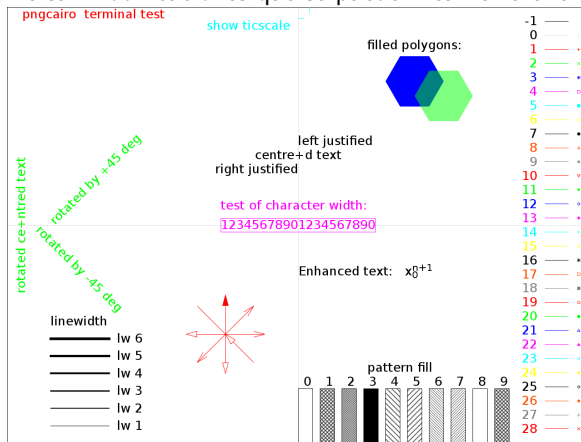 pngcairo terminal test
show ticscale
filled polygons:
left justified
centre+d text
right justified
test of character width:
12345678901234567890
rotated ce+ntred text
rotated by +45 deg
rotated by -45 deg
Enhanced text: x₀ⁿ⁺¹
linewidth
lw 6
lw 5
lw 4
lw 3
lw 2
lw 1
pattern fill
0 1 2 3 4 5 6 7 8 9
-1
0
1
2
3
4
5
6
7
8
9
10
11
12
13
14
15
16
17
18
19
20
21
22
23
24
25
26
27
28